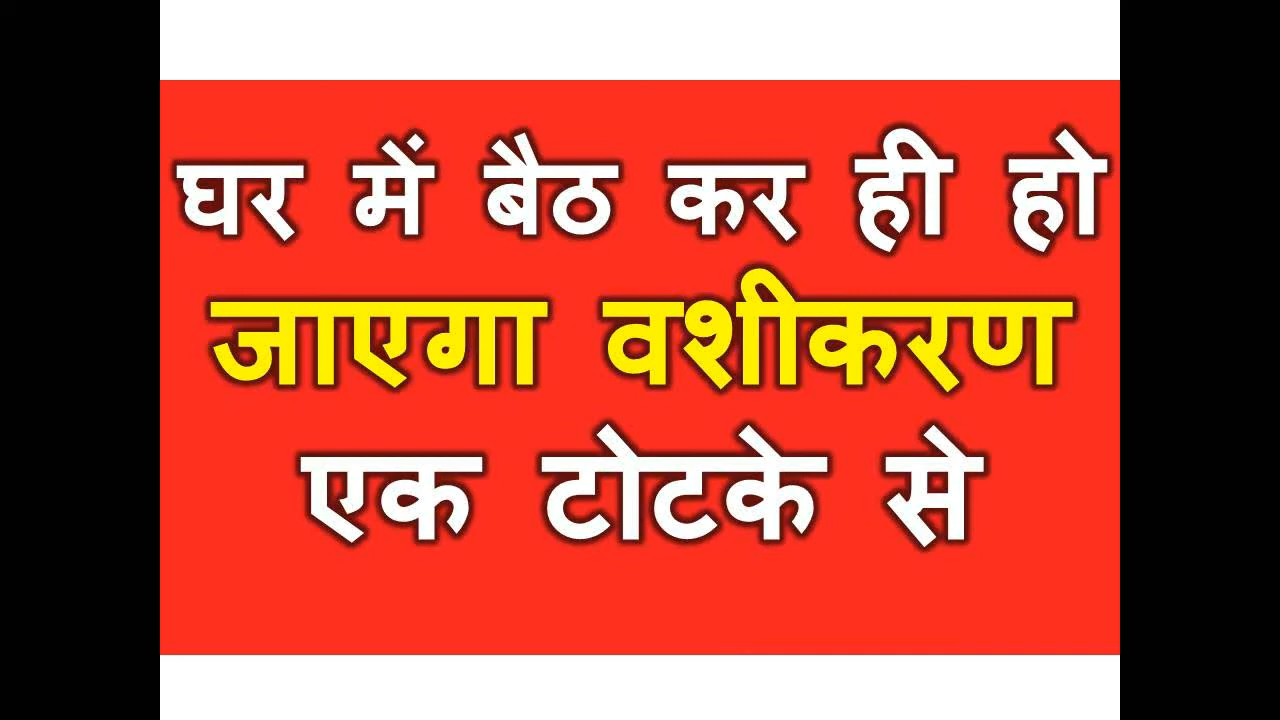 घर में बैठ कर ही हो
जाएगा वशीकरण
एक टोटके से